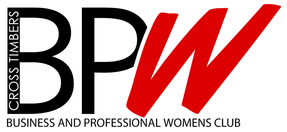 CROSS TIMBERS
BPW
BUSINESS AND PROFESSIONAL WOMENS CLUB